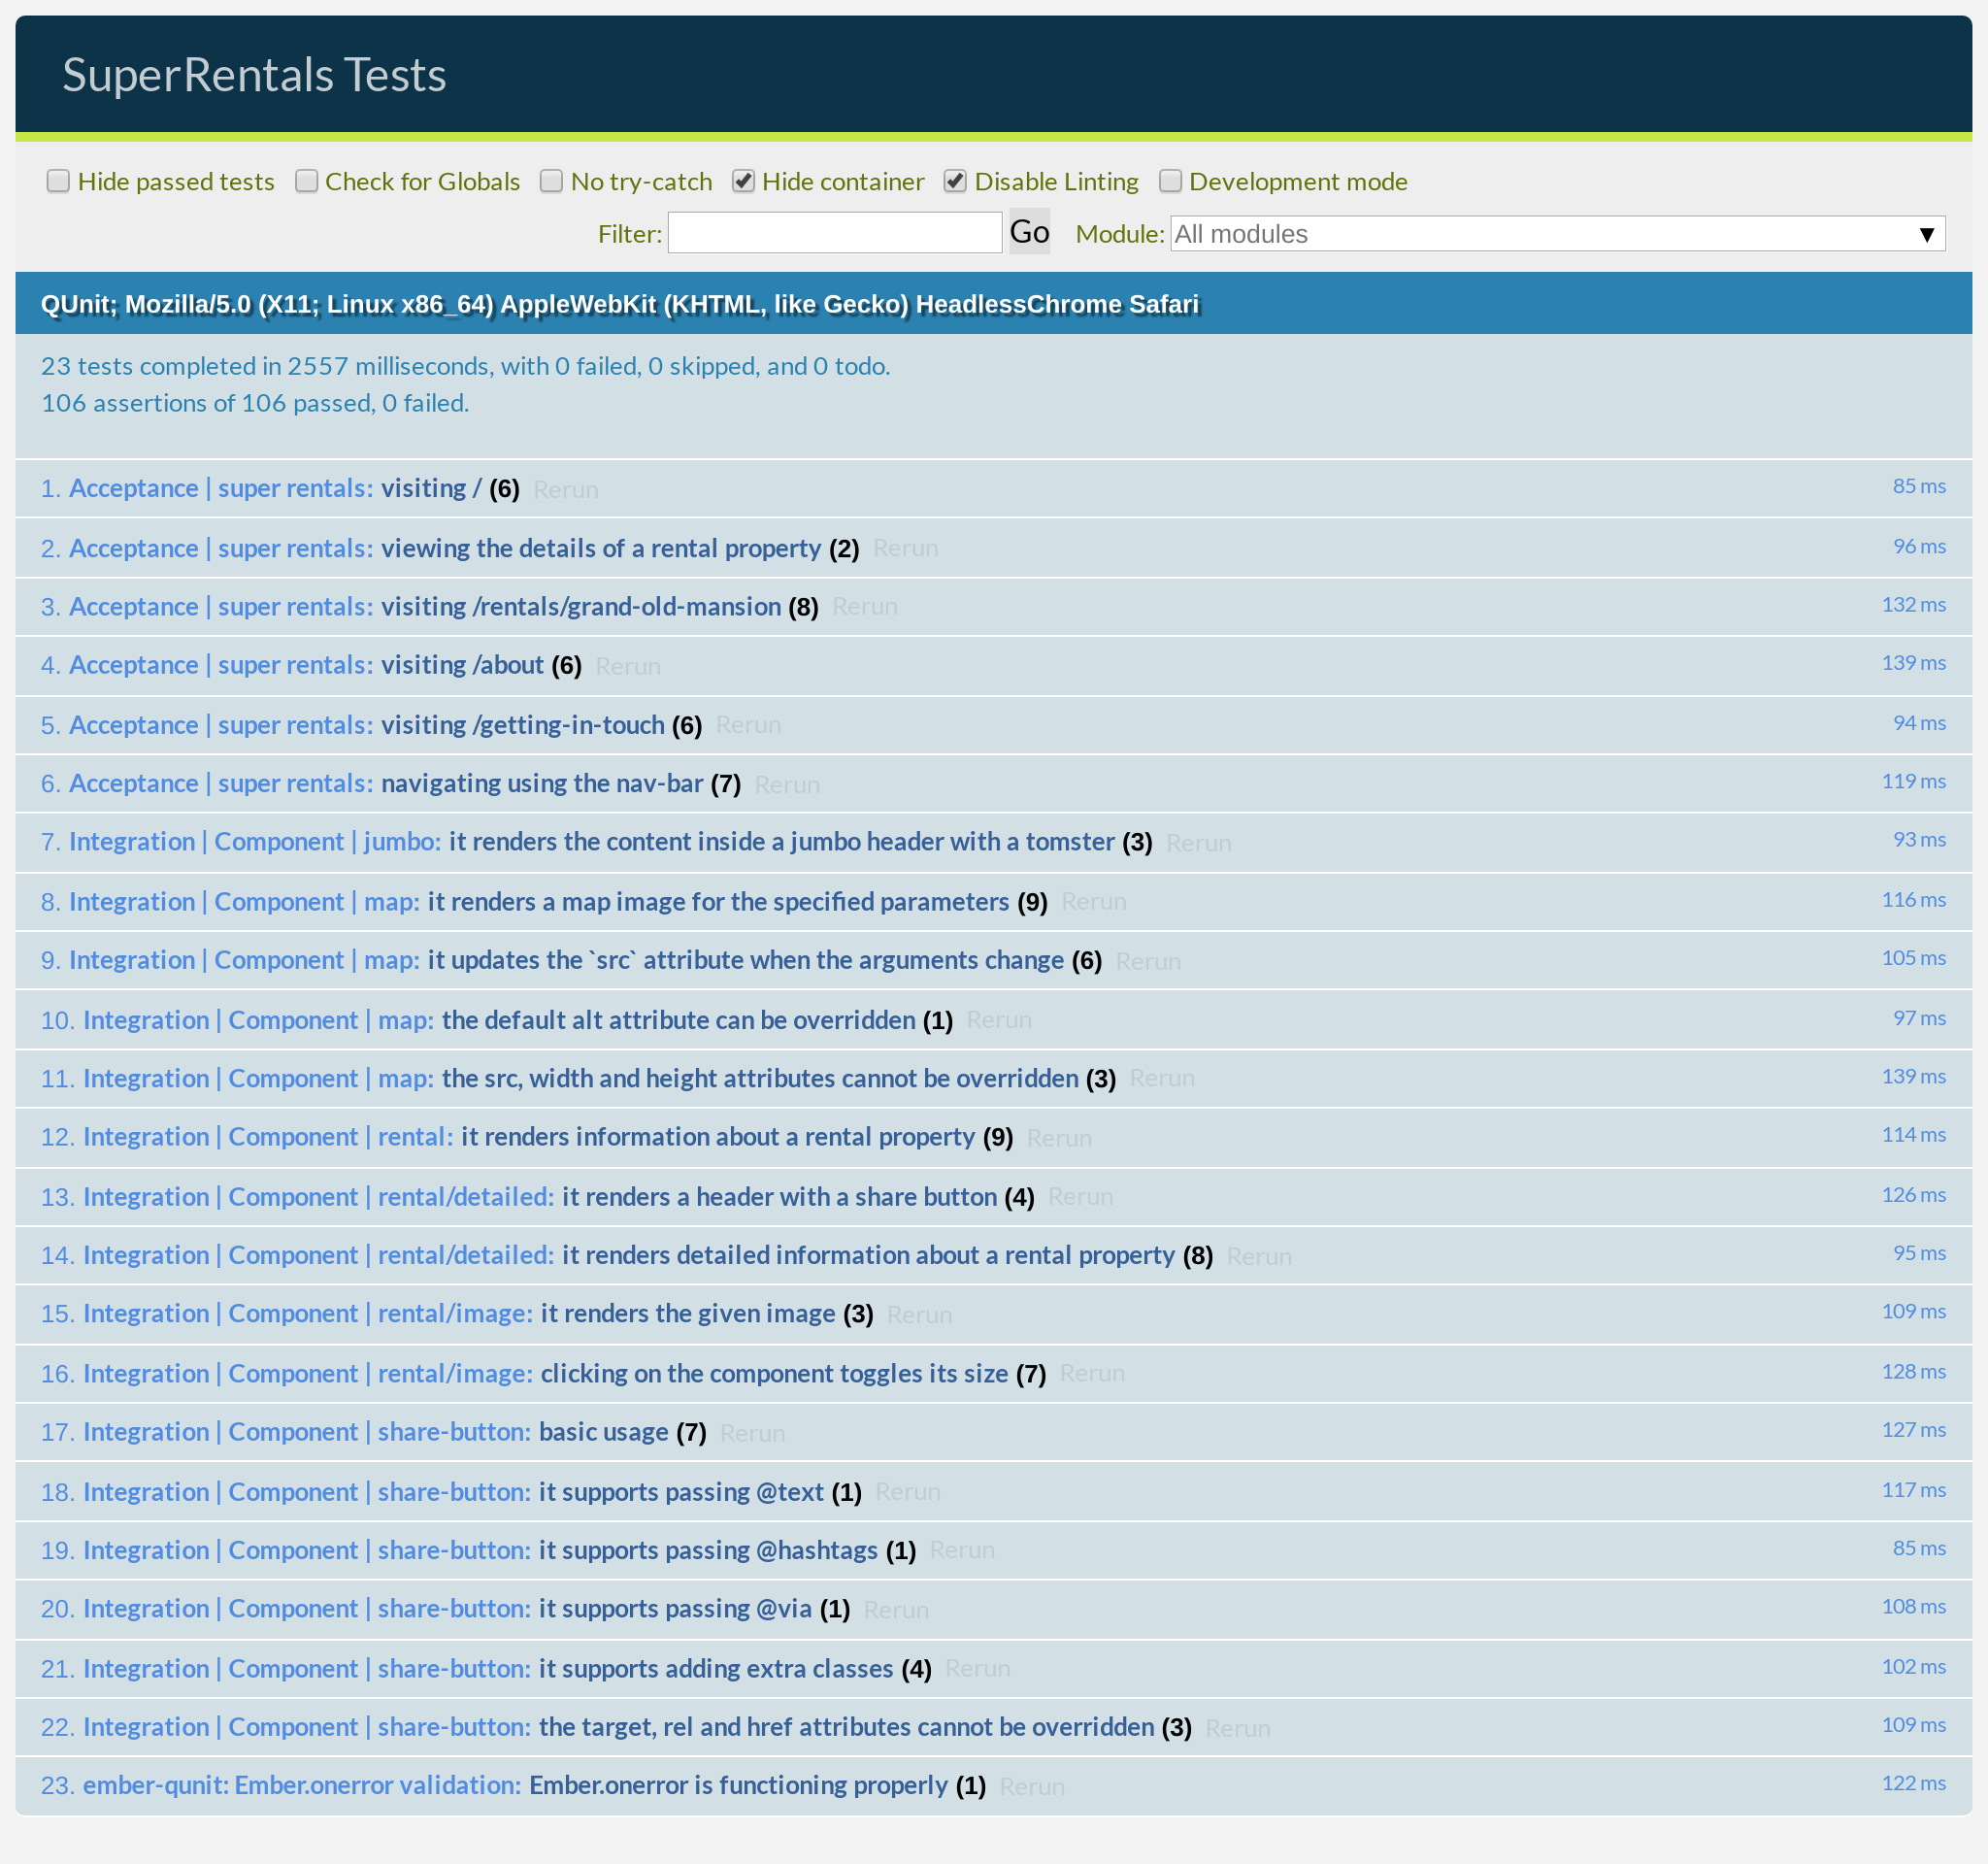 SuperRentals Tests
Hide passed tests Check for Globals No try-catch Hide container Disable Linting Development mode
Filter: Go Module: All modules ▼
QUnit; Mozilla/5.0 (X11; Linux x86_64) AppleWebKit (KHTML, like Gecko) HeadlessChrome Safari
23 tests completed in 2557 milliseconds, with 0 failed, 0 skipped, and 0 todo.
106 assertions of 106 passed, 0 failed.
1. Acceptance | super rentals: visiting / (6) Rerun 85 ms
2. Acceptance | super rentals: viewing the details of a rental property (2) Rerun 96 ms
3. Acceptance | super rentals: visiting /rentals/grand-old-mansion (8) Rerun 132 ms
4. Acceptance | super rentals: visiting /about (6) Rerun 139 ms
5. Acceptance | super rentals: visiting /getting-in-touch (6) Rerun 94 ms
6. Acceptance | super rentals: navigating using the nav-bar (7) Rerun 119 ms
7. Integration | Component | jumbo: it renders the content inside a jumbo header with a tomster (3) Rerun 93 ms
8. Integration | Component | map: it renders a map image for the specified parameters (9) Rerun 116 ms
9. Integration | Component | map: it updates the `src` attribute when the arguments change (6) Rerun 105 ms
10. Integration | Component | map: the default alt attribute can be overridden (1) Rerun 97 ms
11. Integration | Component | map: the src, width and height attributes cannot be overridden (3) Rerun 139 ms
12. Integration | Component | rental: it renders information about a rental property (9) Rerun 114 ms
13. Integration | Component | rental/detailed: it renders a header with a share button (4) Rerun 126 ms
14. Integration | Component | rental/detailed: it renders detailed information about a rental property (8) Rerun 95 ms
15. Integration | Component | rental/image: it renders the given image (3) Rerun 109 ms
16. Integration | Component | rental/image: clicking on the component toggles its size (7) Rerun 128 ms
17. Integration | Component | share-button: basic usage (7) Rerun 127 ms
18. Integration | Component | share-button: it supports passing @text (1) Rerun 117 ms
19. Integration | Component | share-button: it supports passing @hashtags (1) Rerun 85 ms
20. Integration | Component | share-button: it supports passing @via (1) Rerun 108 ms
21. Integration | Component | share-button: it supports adding extra classes (4) Rerun 102 ms
22. Integration | Component | share-button: the target, rel and href attributes cannot be overridden (3) Rerun 109 ms
23. ember-qunit: Ember.onerror validation: Ember.onerror is functioning properly (1) Rerun 122 ms